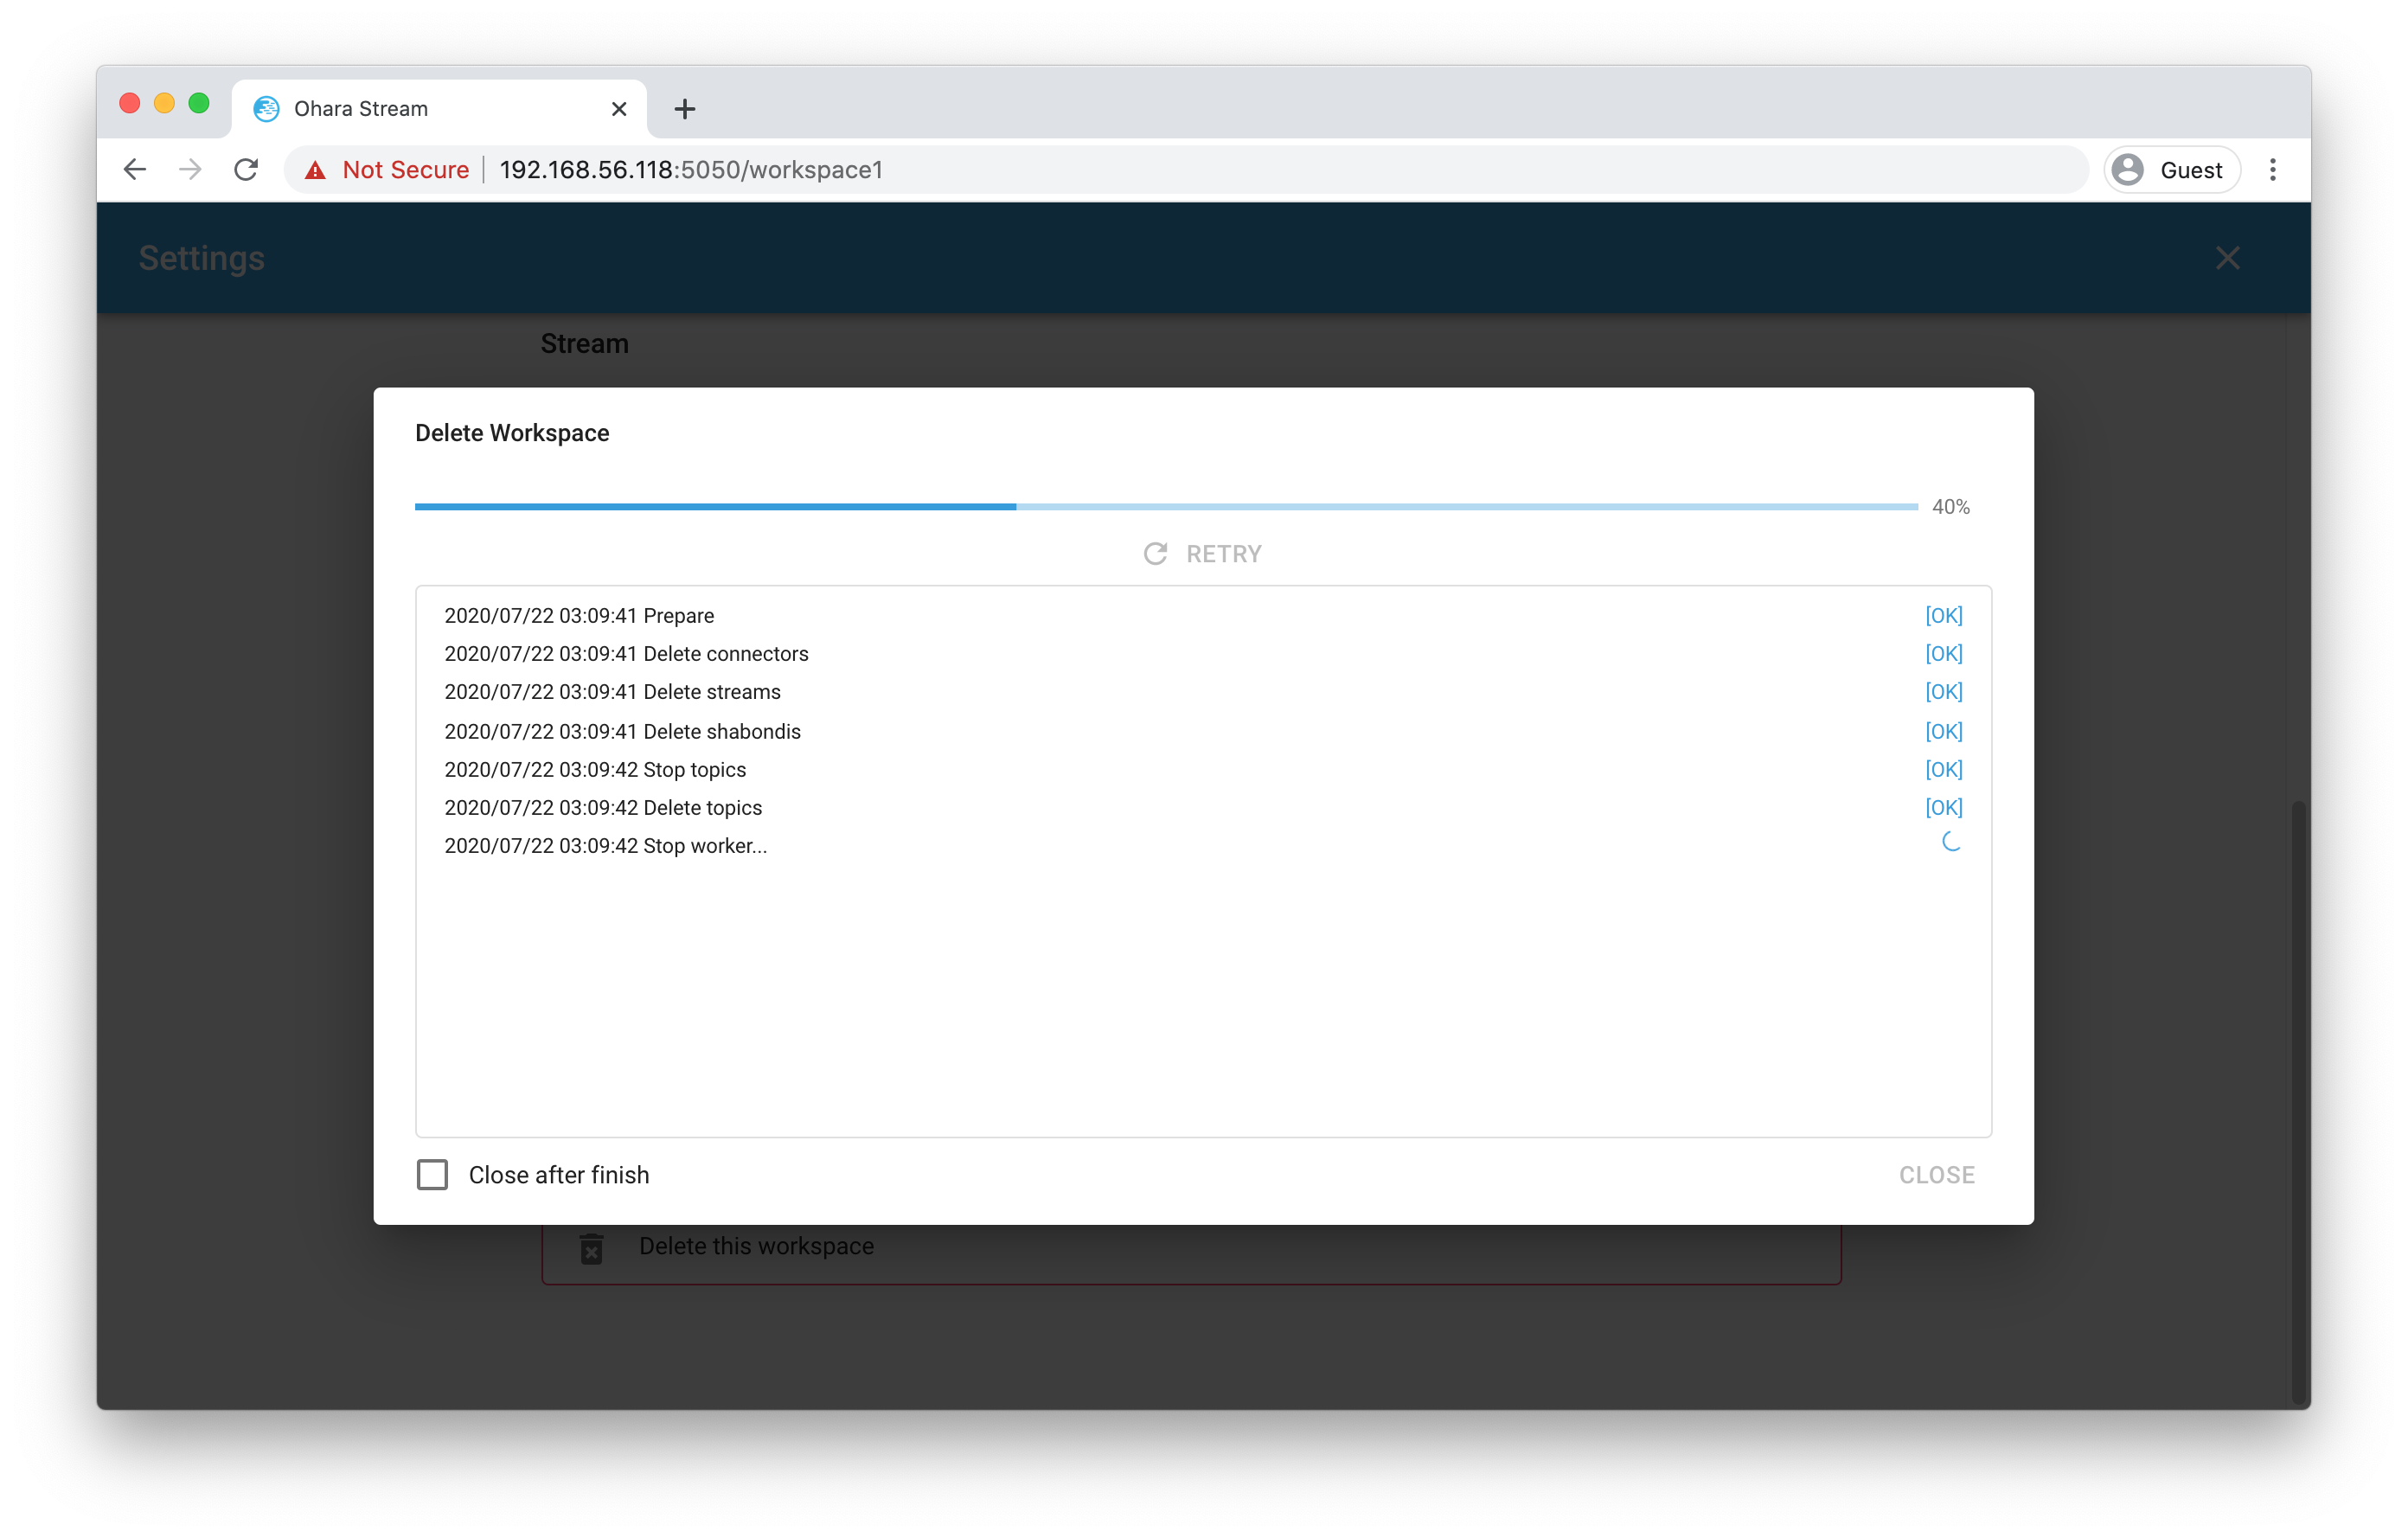 Ohara Stream
Not Secure 192.168.56.118:5050/workspace1 Guest
Settings
Stream
Delete Workspace
40%
RETRY
2020/07/22 03:09:41 Prepare [OK]
2020/07/22 03:09:41 Delete connectors [OK]
2020/07/22 03:09:41 Delete streams [OK]
2020/07/22 03:09:41 Delete shabondis [OK]
2020/07/22 03:09:42 Stop topics [OK]
2020/07/22 03:09:42 Delete topics [OK]
2020/07/22 03:09:42 Stop worker...
Close after finish CLOSE
Delete this workspace